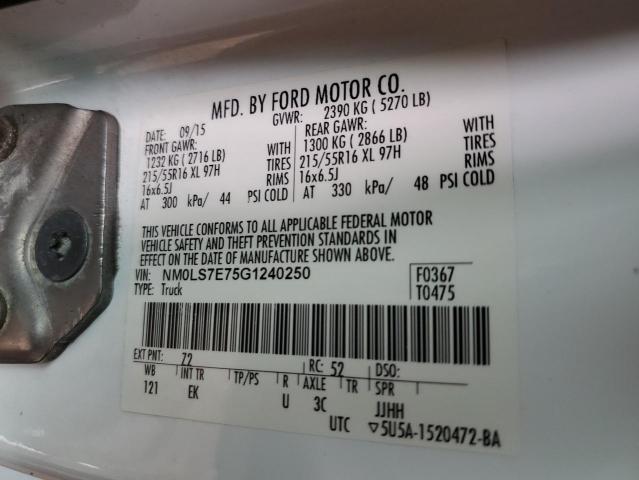 MFD. BY FORD MOTOR CO.
DATE: 09/15 GVWR: 2390 KG ( 5270 LB)
FRONT GAWR: REAR GAWR:
1232 KG ( 2716 LB) WITH 1300 KG ( 2866 LB) WITH
215/55R16 XL 97H TIRES 215/55R16 XL 97H TIRES
16x6.5J RIMS 16x6.5J RIMS
AT 300 kPa/ 44 PSI COLD AT 330 kPa/ 48 PSI COLD
THIS VEHICLE CONFORMS TO ALL APPLICABLE FEDERAL MOTOR
VEHICLE SAFETY AND THEFT PREVENTION STANDARDS IN
EFFECT ON THE DATE OF MANUFACTURE SHOWN ABOVE.
VIN: NM0LS7E75G1240250 F0367
TYPE: Truck T0475
EXT PNT: Z2 RC: 52 DSO:
WB INT TR TP/PS R AXLE TR SPR
121 EK U 3C JJHH
UTC ▽5U5A-1520472-BA